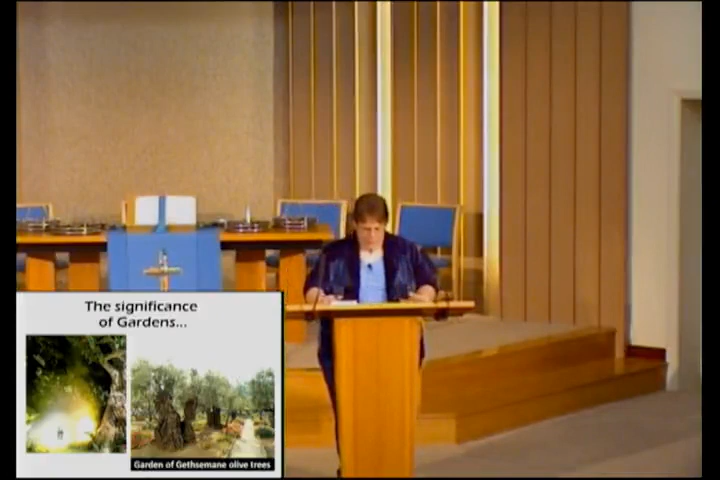 The significance
of Gardens...
Garden of Gethsemane olive trees